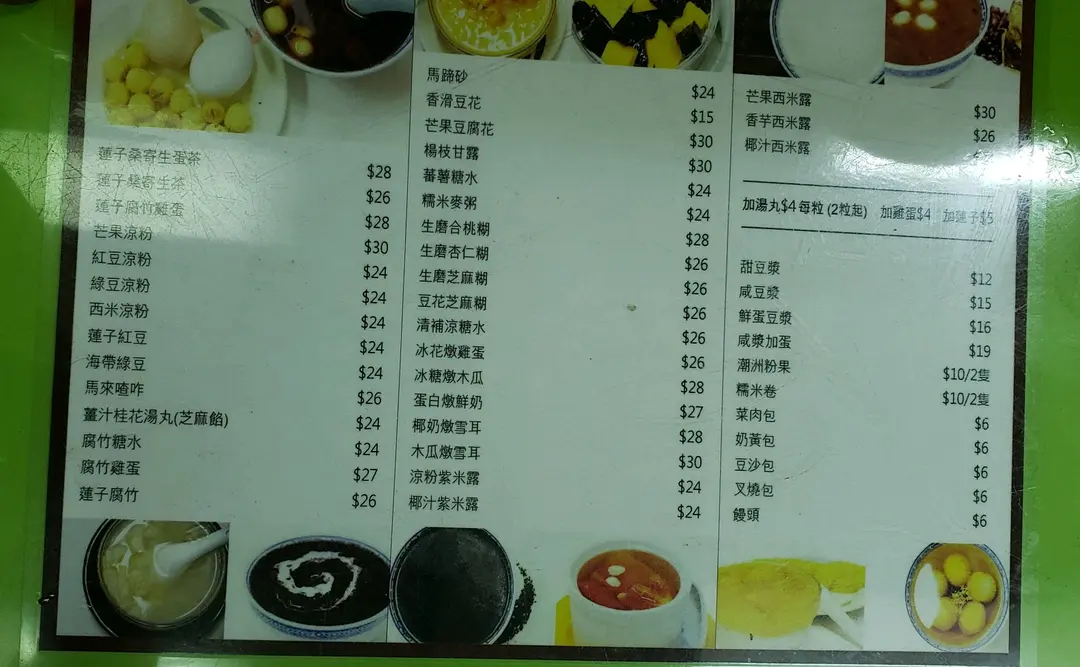 蓮子桑寄生蛋茶 $28
蓮子桑寄生茶 $26
蓮子腐竹雞蛋 $28
芒果涼粉 $30
紅豆涼粉 $24
綠豆涼粉 $24
西米涼粉 $24
蓮子紅豆 $24
海帶綠豆 $24
馬來喳咋 $26
薑汁桂花湯丸(芝麻餡) $24
腐竹糖水 $24
腐竹雞蛋 $27
蓮子腐竹 $26
馬蹄砂 $24
香滑豆花 $15
芒果豆腐花 $30
楊枝甘露 $30
蕃薯糖水 $24
糯米麥粥 $24
生磨合桃糊 $28
生磨杏仁糊 $26
生磨芝麻糊 $26
豆花芝麻糊 $26
清補涼糖水 $26
冰花燉雞蛋 $26
冰糖燉木瓜 $28
蛋白燉鮮奶 $27
椰奶燉雪耳 $28
木瓜燉雪耳 $30
涼粉紫米露 $24
椰汁紫米露 $24
芒果西米露 $30
香芋西米露 $26
椰汁西米露
加湯丸$4每粒 (2粒起) 加雞蛋$4 加蓮子$5
甜豆漿 $12
咸豆漿 $15
鮮蛋豆漿 $16
咸漿加蛋 $19
潮洲粉果 $10/2隻
糯米卷 $10/2隻
菜肉包 $6
奶黃包 $6
豆沙包 $6
叉燒包 $6
饅頭 $6